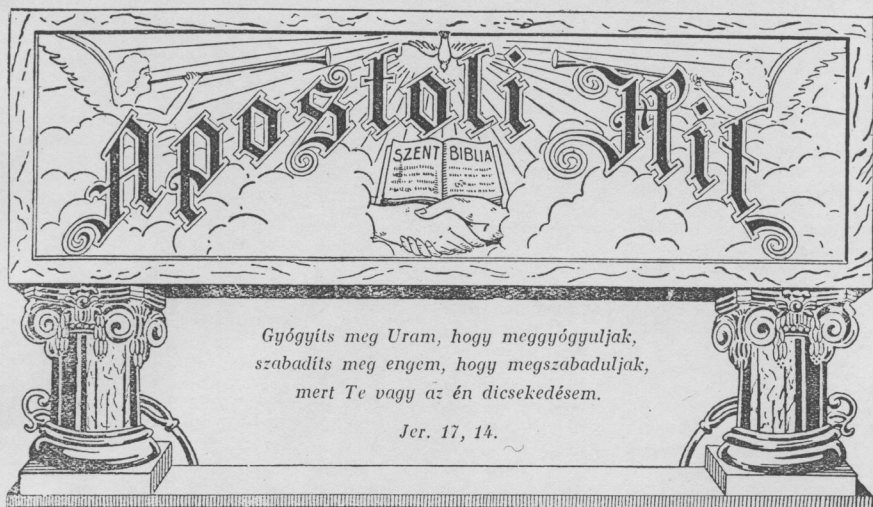 Apostoli Hit
SZENT BIBLIA
Gyógyíts meg Uram, hogy meggyógyuljak,
szabadíts meg engem, hogy megszabaduljak,
mert Te vagy az én dicsekedésem.
Jer. 17, 14.